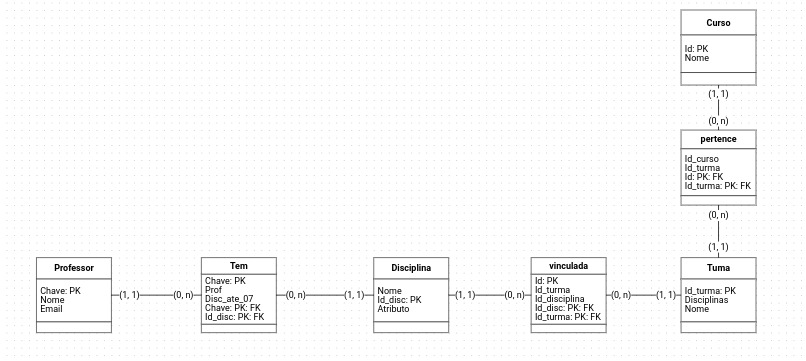 Curso
Id: PK
Nome
(1, 1)
(0, n)
pertence
Id_curso
Id_turma
Id: PK: FK
Id_turma: PK: FK
(0, n)
(1, 1)
Professor
Chave: PK
Nome
Email
(1, 1)
(0, n)
Tem
Chave: PK
Prof
Disc_ate_07
Chave: PK: FK
Id_disc: PK: FK
(0, n)
(1, 1)
Disciplina
Nome
Id_disc: PK
Atributo
(1, 1)
(0, n)
vinculada
Id: PK
Id_turma
Id_disciplina
Id_disc: PK: FK
Id_turma: PK: FK
(0, n)
(1, 1)
Tuma
Id_turma: PK
Disciplinas
Nome